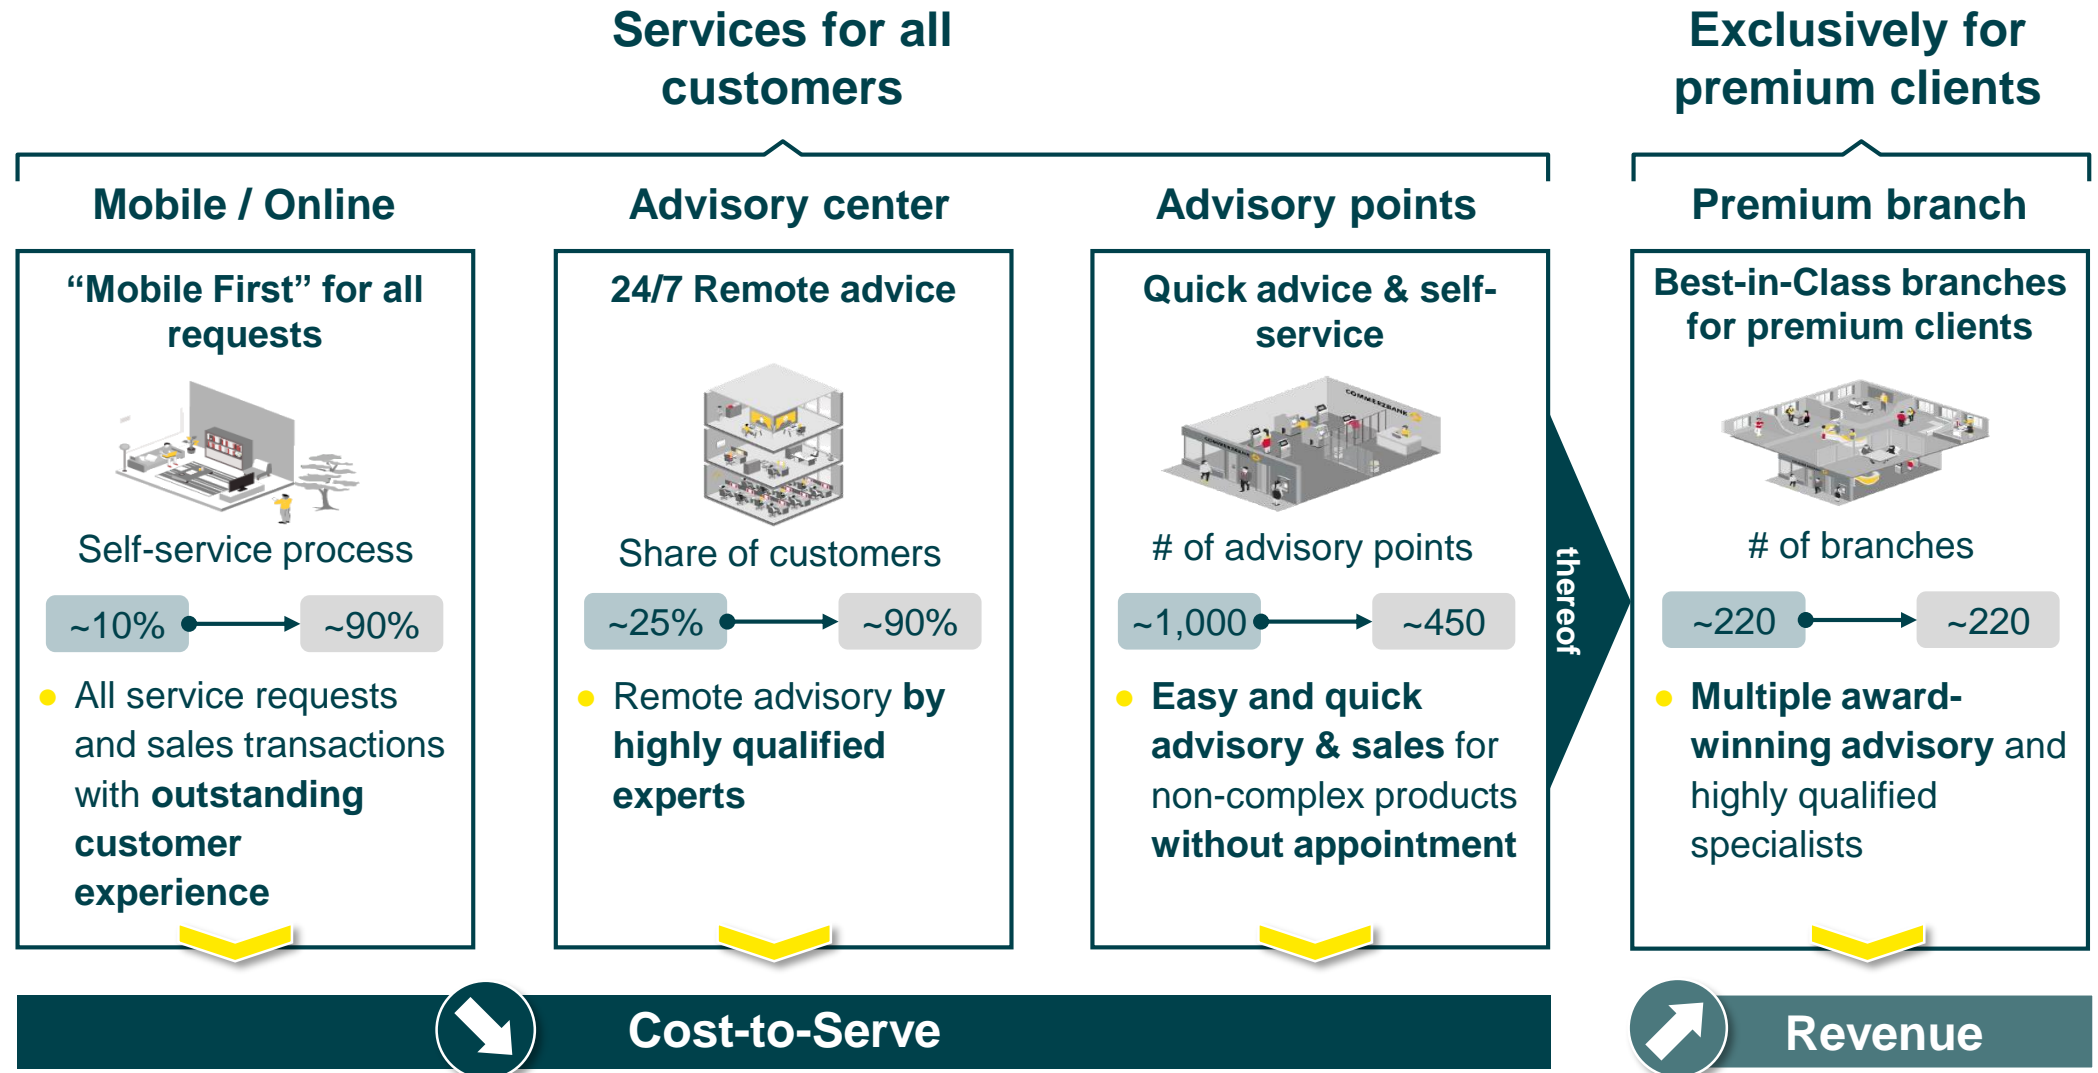 Services for all
customers
Exclusively for
premium clients
Mobile / Online
“Mobile First” for all
requests
Self-service process
~10%
~90%
All service requests
and sales transactions
with outstanding
customer
experience
Advisory center
24/7 Remote advice
Share of customers
~25%
~90%
Remote advisory by
highly qualified
experts
Advisory points
Quick advice & self-
service
COMMERZBANK
COMMERZBANK
# of advisory points
~1,000
~450
Easy and quick
advisory & sales for
non-complex products
without appointment
thereof
Premium branch
Best-in-Class branches
for premium clients
# of branches
~220
~220
Multiple award-
winning advisory and
highly qualified
specialists
Cost-to-Serve
Revenue